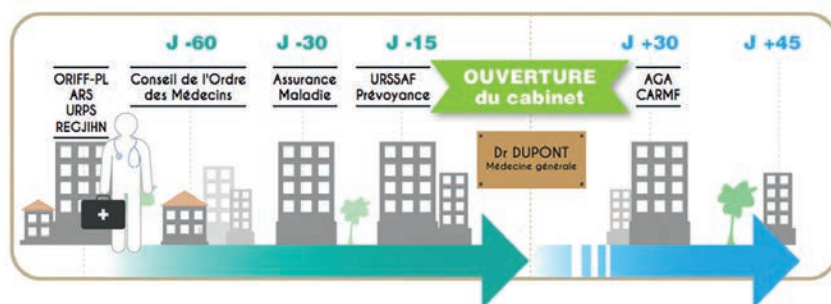 J -60
J -30
J -15
J +30
J +45
ORIFF-PL
ARS
URPS
REGJIHN
Conseil de l'Ordre
des Médecins
Assurance
Maladie
URSSAF
Prévoyance
OUVERTURE
du cabinet
AGA
CARMF
Dr DUPONT
Médecine générale